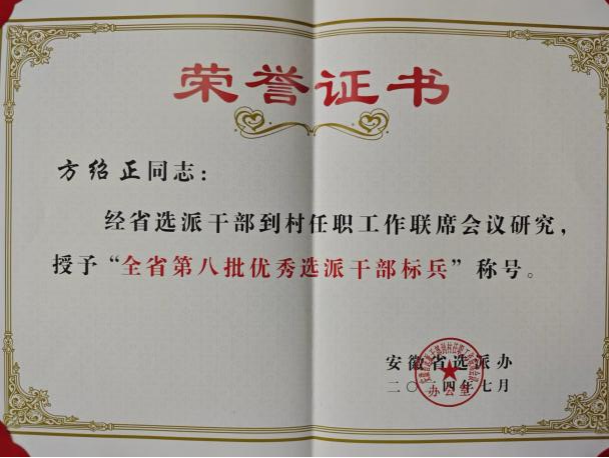 荣誉证书
方绍正同志：
经省选派干部到村任职工作联席会议研究，
授予“全省第八批优秀选派干部标兵”称号。
安徽省选派办
二〇一四年七月
办公室